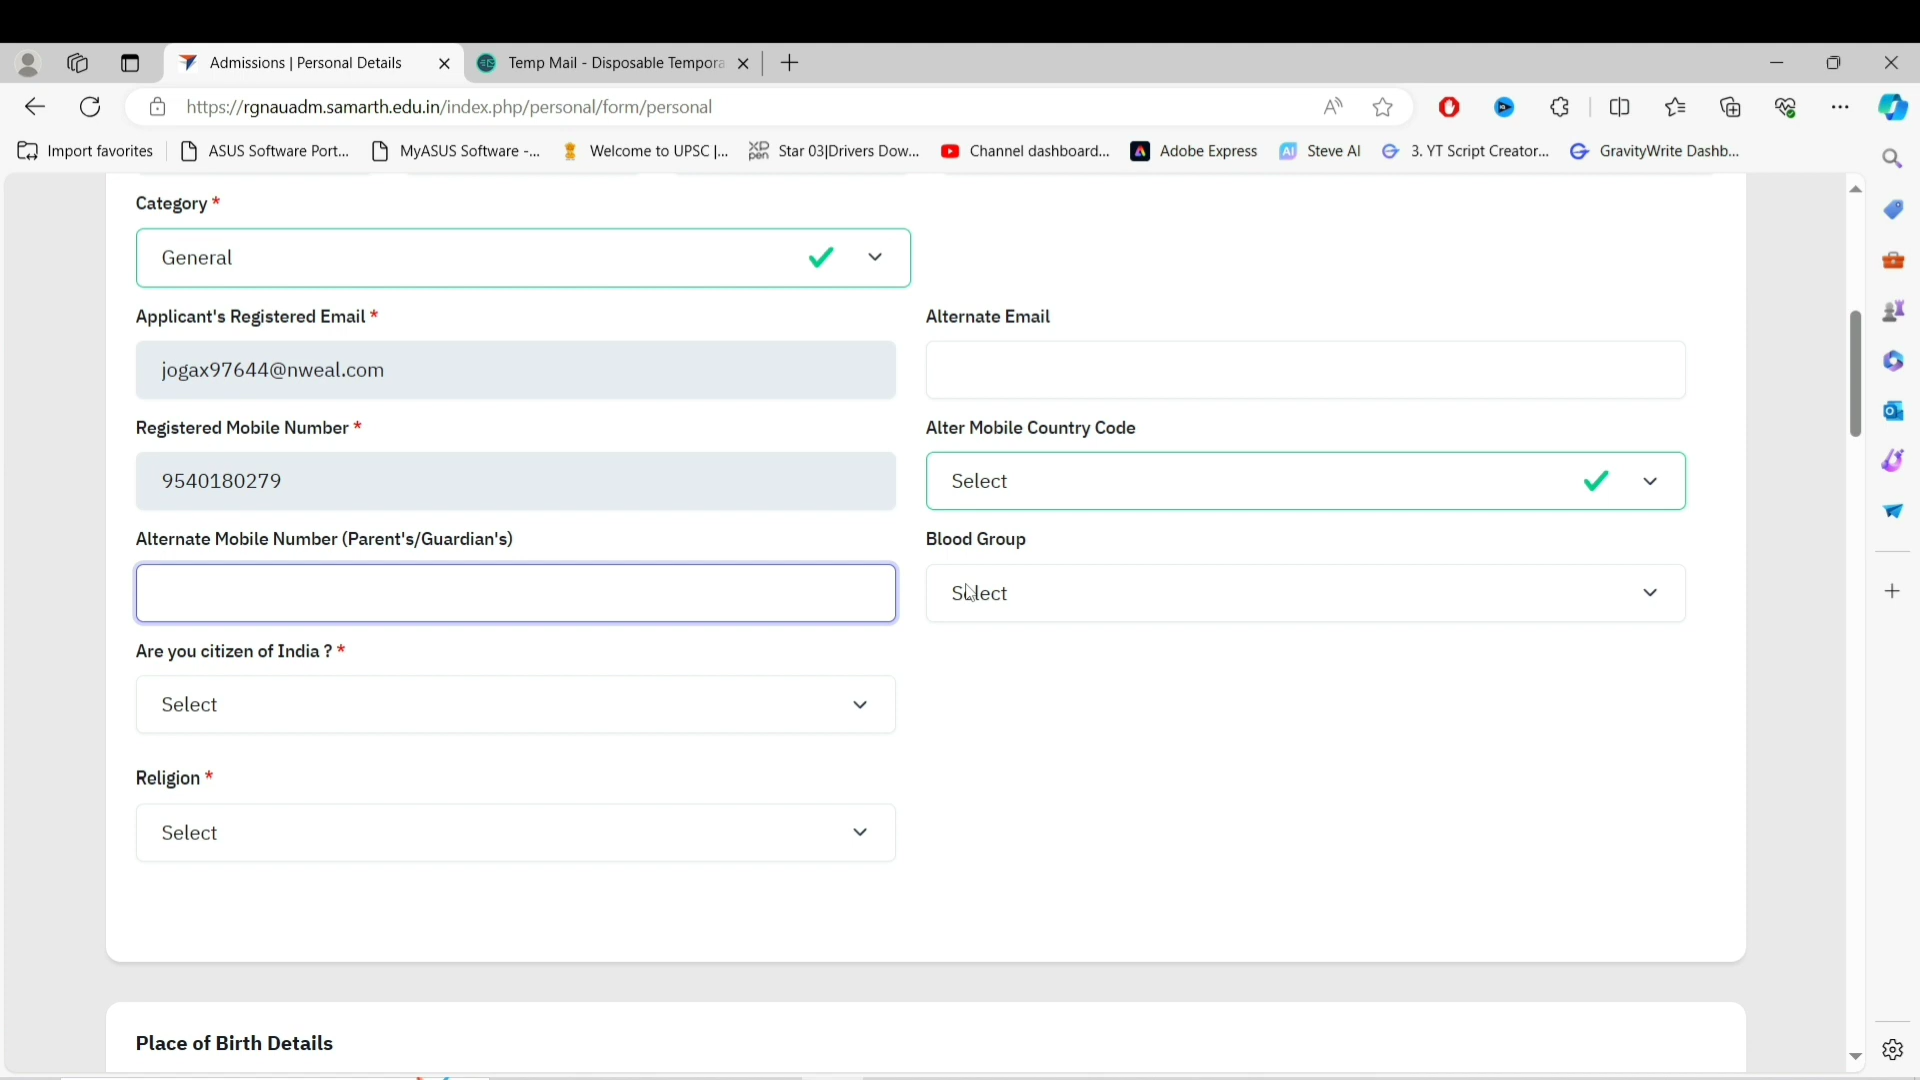 Admissions | Personal Details
Temp Mail - Disposable Tempora
https://rgnauadm.samarth.edu.in/index.php/personal/form/personal
Import favorites
ASUS Software Port...
MyASUS Software -...
Welcome to UPSC |...
Star 03|Drivers Dow...
Channel dashboard...
Adobe Express
Steve AI
3. YT Script Creator...
GravityWrite Dashb...
Category *
General
Applicant's Registered Email *
Alternate Email
jogax97644@nweal.com
Registered Mobile Number *
Alter Mobile Country Code
9540180279
Select
Alternate Mobile Number (Parent's/Guardian's)
Blood Group
Select
Are you citizen of India ? *
Select
Religion *
Select
Place of Birth Details